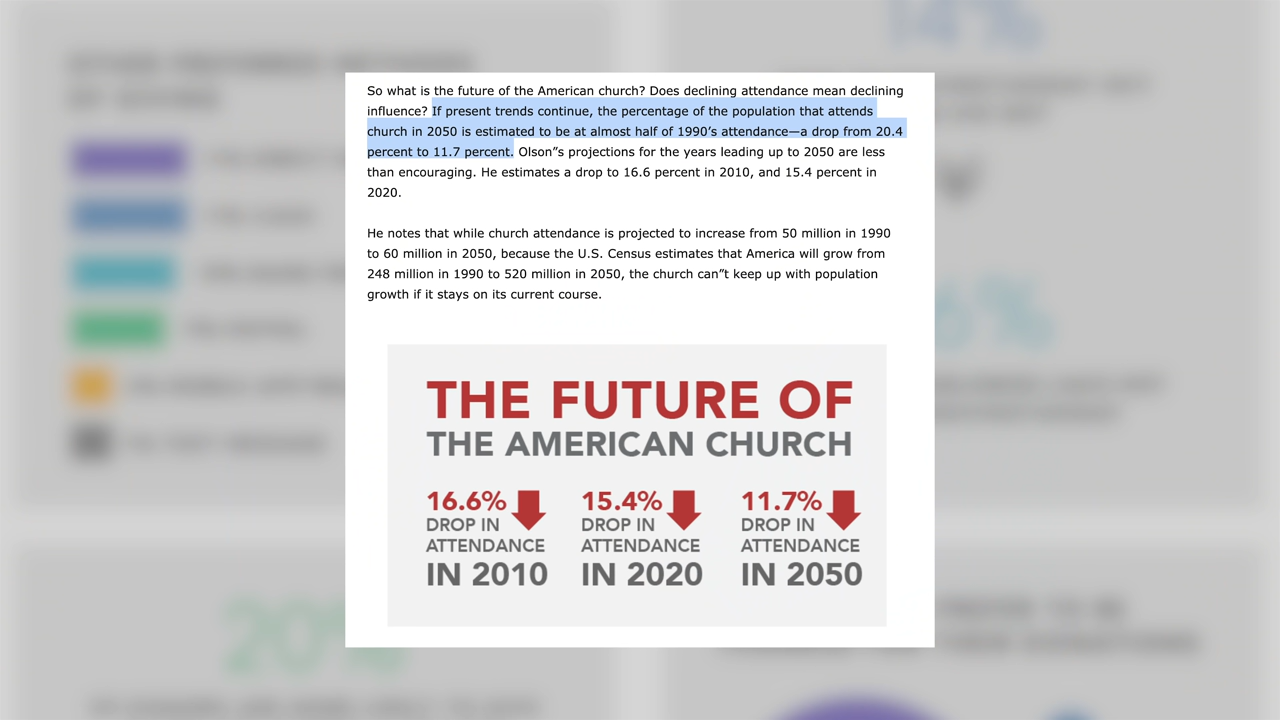 So what is the future of the American church? Does declining attendance mean declining
influence? If present trends continue, the percentage of the population that attends
church in 2050 is estimated to be at almost half of 1990’s attendance—a drop from 20.4
percent to 11.7 percent. Olson”s projections for the years leading up to 2050 are less
than encouraging. He estimates a drop to 16.6 percent in 2010, and 15.4 percent in
2020.
He notes that while church attendance is projected to increase from 50 million in 1990
to 60 million in 2050, because the U.S. Census estimates that America will grow from
248 million in 1990 to 520 million in 2050, the church can”t keep up with population
growth if it stays on its current course.
THE FUTURE OF
THE AMERICAN CHURCH
16.6% 15.4% 11.7%
DROP IN DROP IN DROP IN
ATTENDANCE ATTENDANCE ATTENDANCE
IN 2010 IN 2020 IN 2050
14%
20%